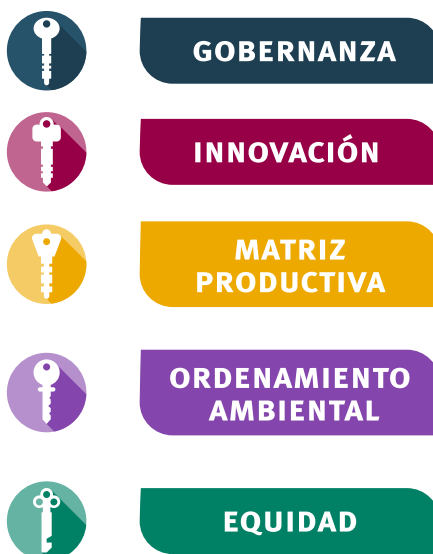 GOBERNANZA
INNOVACIÓN
MATRIZ
PRODUCTIVA
ORDENAMIENTO
AMBIENTAL
EQUIDAD